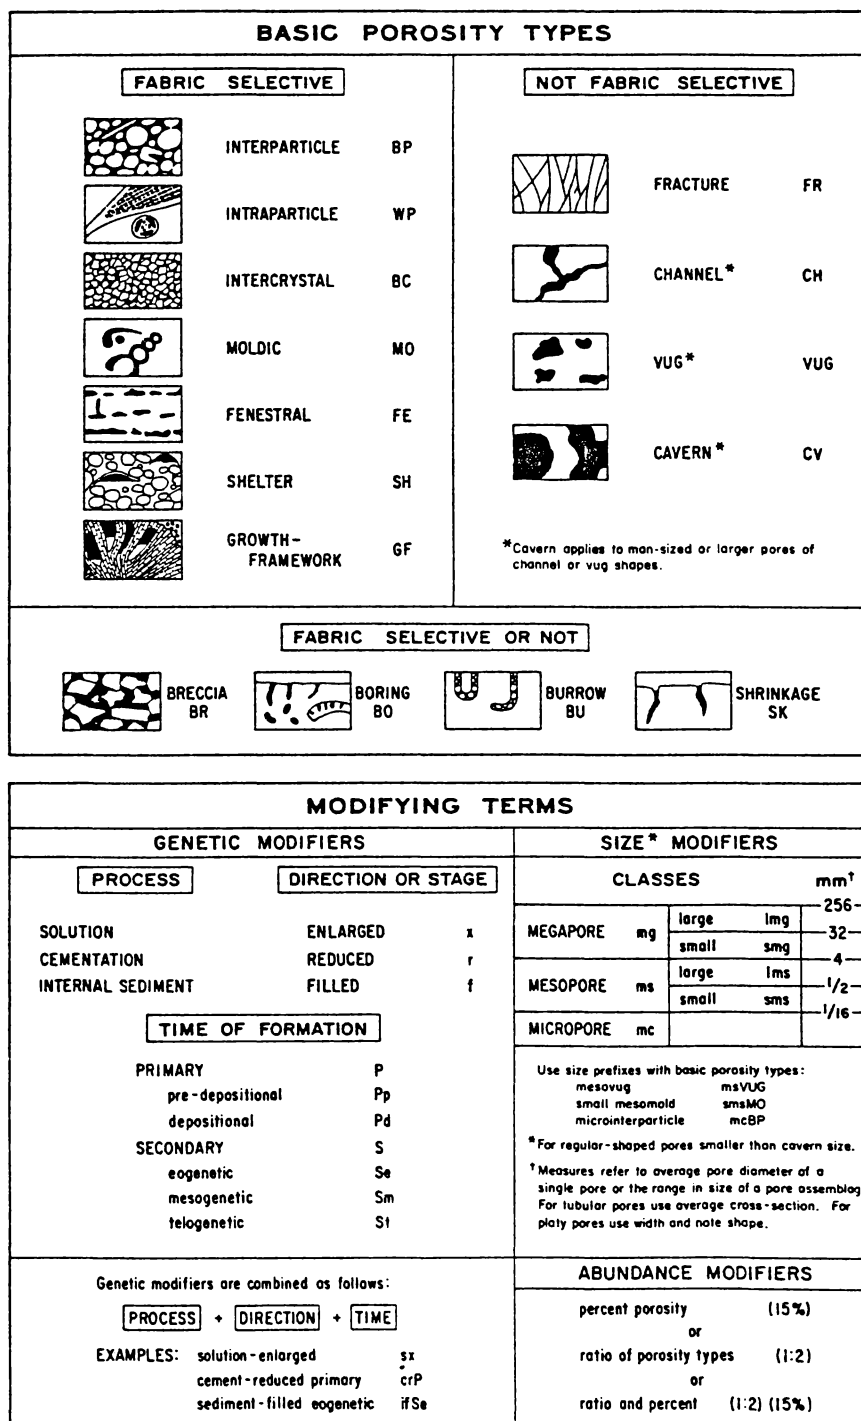 BASIC POROSITY TYPES
FABRIC SELECTIVE
INTERPARTICLE BP
INTRAPARTICLE WP
INTERCRYSTAL BC
MOLDIC MO
FENESTRAL FE
SHELTER SH
GROWTH-
FRAMEWORK GF
NOT FABRIC SELECTIVE
FRACTURE FR
CHANNEL* CH
VUG* VUG
CAVERN* CV
*Cavern applies to man-sized or larger pores of
channel or vug shapes.
FABRIC SELECTIVE OR NOT
BRECCIA
BR
BORING
BO
BURROW
BU
SHRINKAGE
SK
MODIFYING TERMS
GENETIC MODIFIERS
PROCESS DIRECTION OR STAGE
SOLUTION ENLARGED x
CEMENTATION REDUCED r
INTERNAL SEDIMENT FILLED f
TIME OF FORMATION
PRIMARY P
pre-depositional Pp
depositional Pd
SECONDARY S
eogenetic Se
mesogenetic Sm
telogenetic St
Genetic modifiers are combined as follows:
PROCESS + DIRECTION + TIME
EXAMPLES: solution-enlarged sx
cement-reduced primary crP
sediment-filled eogenetic ifSe
SIZE* MODIFIERS
CLASSES mm†
256
MEGAPORE mg large lmg
32
small smg
4
MESOPORE ms large lms
1/2
small sms
1/16
MICROPORE mc
Use size prefixes with basic porosity types:
mesovug msVUG
small mesomold smsMO
microinterparticle mcBP
*For regular-shaped pores smaller than cavern size.
†Measures refer to average pore diameter of a
single pore or the range in size of a pore assemblag
For tubular pores use average cross-section. For
platy pores use width and note shape.
ABUNDANCE MODIFIERS
percent porosity (15%)
or
ratio of porosity types (1:2)
or
ratio and percent (1:2) (15%)